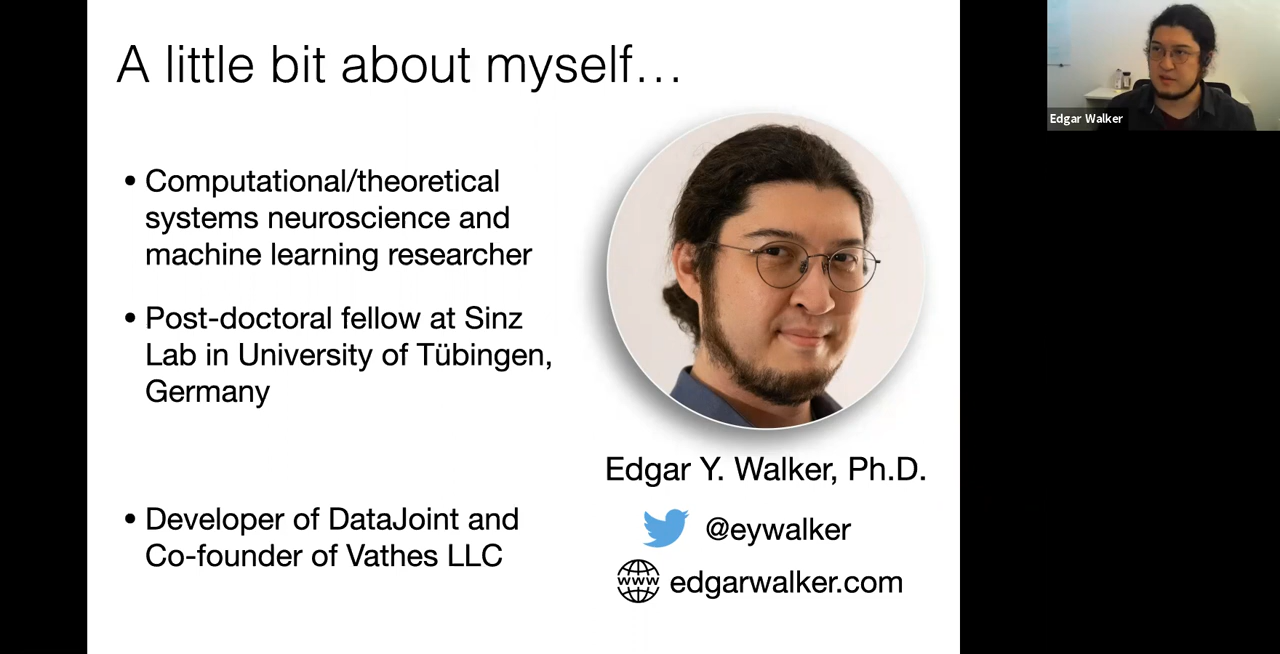 A little bit about myself…
• Computational/theoretical
systems neuroscience and
machine learning researcher
• Post-doctoral fellow at Sinz
Lab in University of Tübingen,
Germany
• Developer of DataJoint and
Co-founder of Vathes LLC
Edgar Y. Walker, Ph.D.
@eywalker
www edgarwalker.com
Edgar Walker